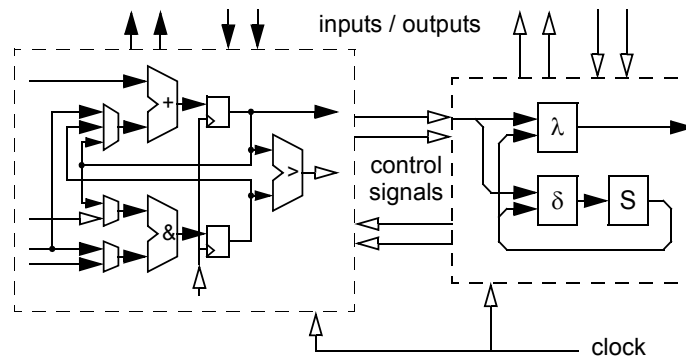 inputs / outputs
+
λ
>
control
signals
δ
S
&
clock